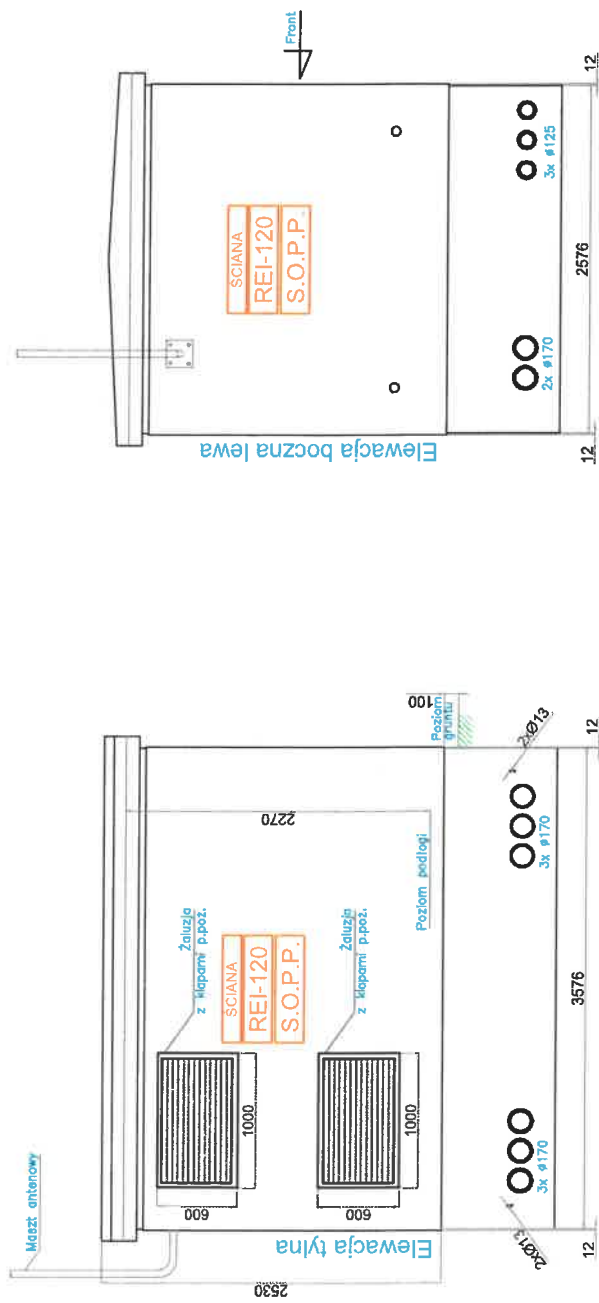 Elewacja boczna lewa
Front
ŚCIANA
REI-120
S.O.P.P.
2x ø170
3x ø125
12
2576
12
Elewacja tylna
Maszt antenowy
2530
600
1000
Żaluzja
z klapami p.poż.
600
1000
Żaluzja
z klapami p.poż.
ŚCIANA
REI-120
S.O.P.P.
2270
Poziom podłogi
Poziom
gruntu
100
2xØ13
3x ø170
3x ø170
2xØ13
12
3576
12